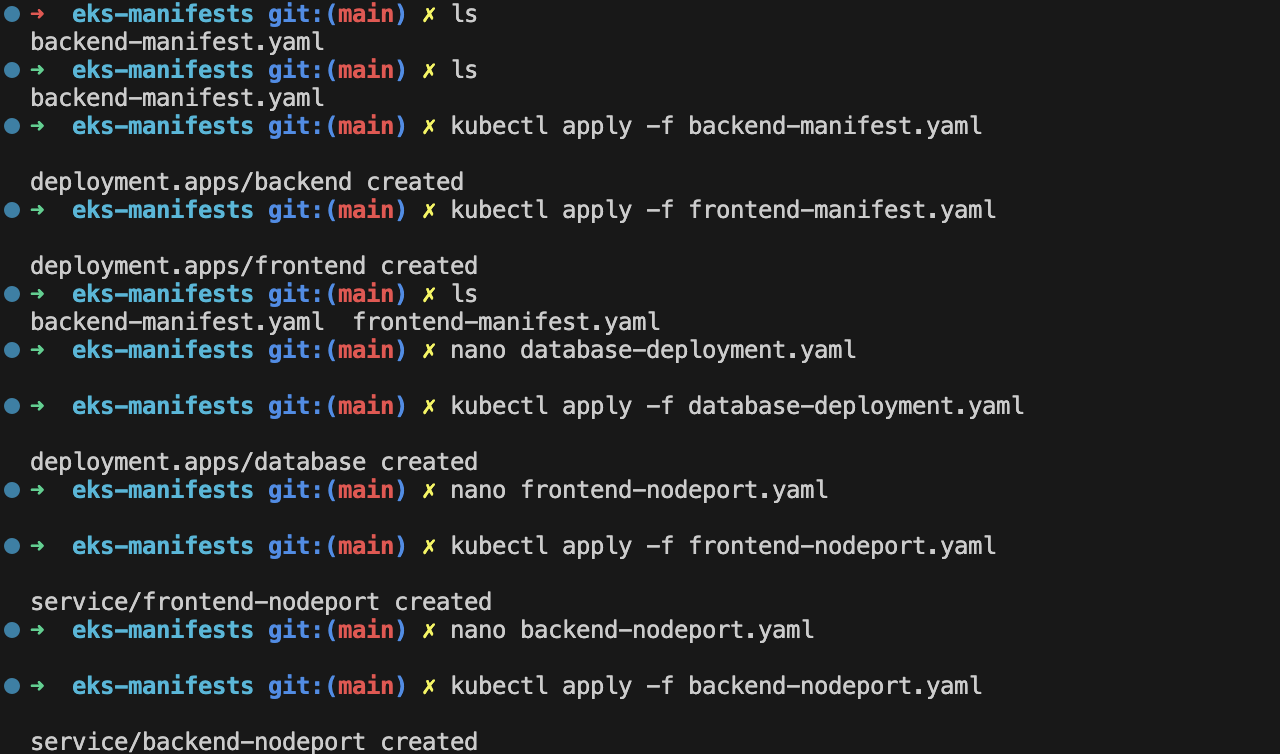 ➜  eks-manifests git:(main) ✗ ls
backend-manifest.yaml
➜  eks-manifests git:(main) ✗ ls
backend-manifest.yaml
➜  eks-manifests git:(main) ✗ kubectl apply -f backend-manifest.yaml
deployment.apps/backend created
➜  eks-manifests git:(main) ✗ kubectl apply -f frontend-manifest.yaml
deployment.apps/frontend created
➜  eks-manifests git:(main) ✗ ls
backend-manifest.yaml  frontend-manifest.yaml
➜  eks-manifests git:(main) ✗ nano database-deployment.yaml
➜  eks-manifests git:(main) ✗ kubectl apply -f database-deployment.yaml
deployment.apps/database created
➜  eks-manifests git:(main) ✗ nano frontend-nodeport.yaml
➜  eks-manifests git:(main) ✗ kubectl apply -f frontend-nodeport.yaml
service/frontend-nodeport created
➜  eks-manifests git:(main) ✗ nano backend-nodeport.yaml
➜  eks-manifests git:(main) ✗ kubectl apply -f backend-nodeport.yaml
service/backend-nodeport created